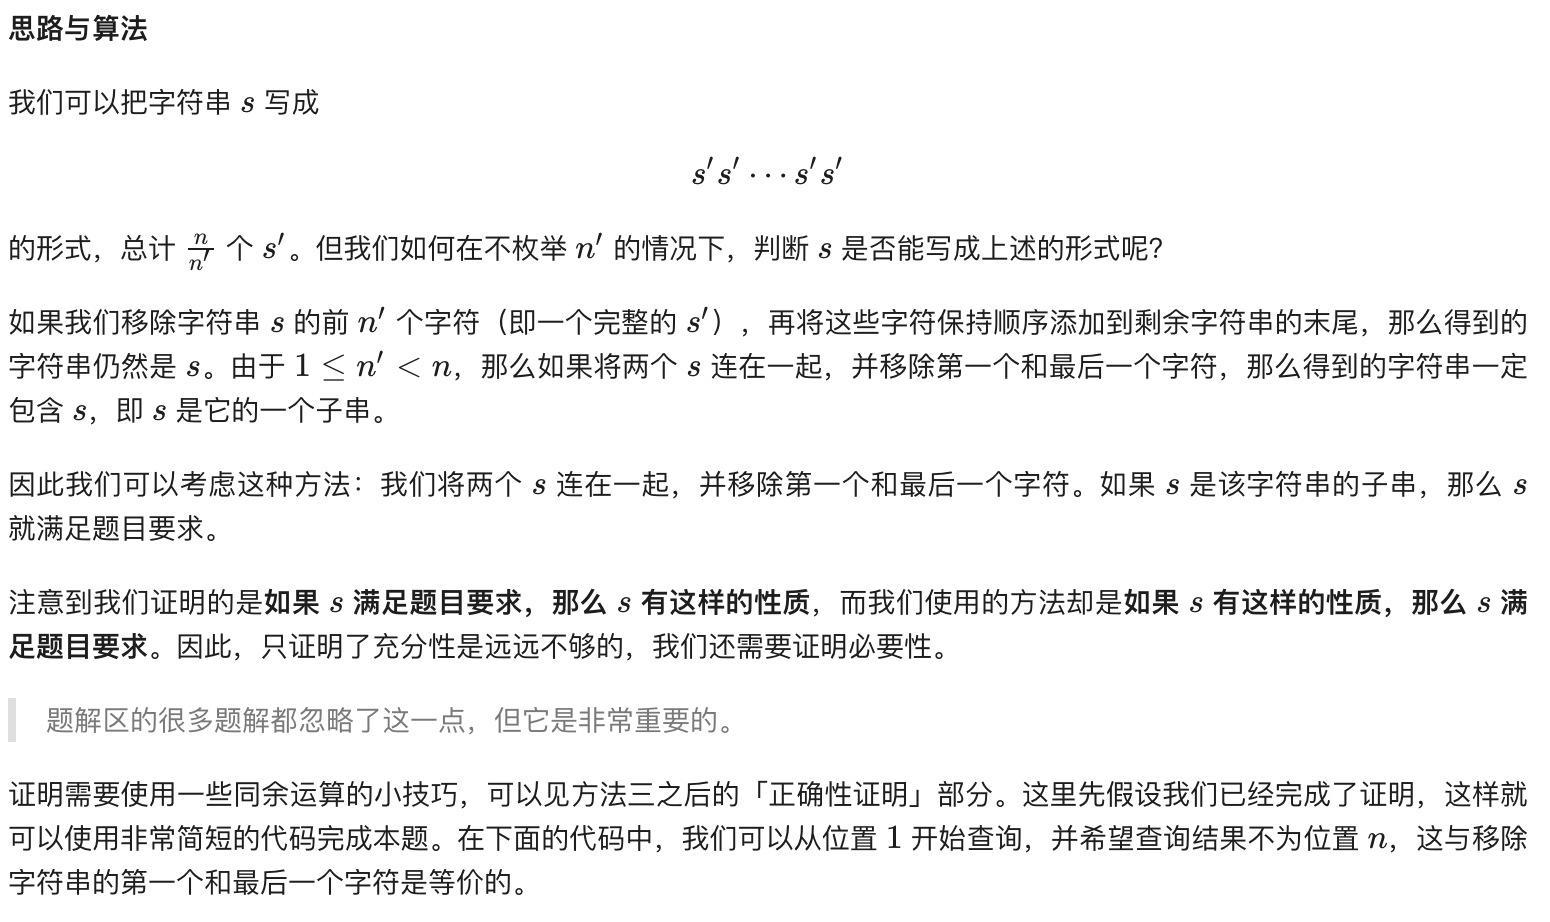 思路与算法
我们可以把字符串 s 写成
s′s′⋯s′s′
的形式，总计 n/n′ 个 s′。但我们如何在不枚举 n′ 的情况下，判断 s 是否能写成上述的形式呢？
如果我们移除字符串 s 的前 n′ 个字符（即一个完整的 s′），再将这些字符保持顺序添加到剩余字符串的末尾，那么得到的
字符串仍然是 s。由于 1 ≤ n′ < n，那么如果将两个 s 连在一起，并移除第一个和最后一个字符，那么得到的字符串一定
包含 s，即 s 是它的一个子串。
因此我们可以考虑这种方法：我们将两个 s 连在一起，并移除第一个和最后一个字符。如果 s 是该字符串的子串，那么 s
就满足题目要求。
注意到我们证明的是如果 s 满足题目要求，那么 s 有这样的性质，而我们使用的方法却是如果 s 有这样的性质，那么 s 满
足题目要求。因此，只证明了充分性是远远不够的，我们还需要证明必要性。
题解区的很多题解都忽略了这一点，但它是非常重要的。
证明需要使用一些同余运算的小技巧，可以见方法三之后的「正确性证明」部分。这里先假设我们已经完成了证明，这样就
可以使用非常简短的代码完成本题。在下面的代码中，我们可以从位置 1 开始查询，并希望查询结果不为位置 n，这与移除
字符串的第一个和最后一个字符是等价的。